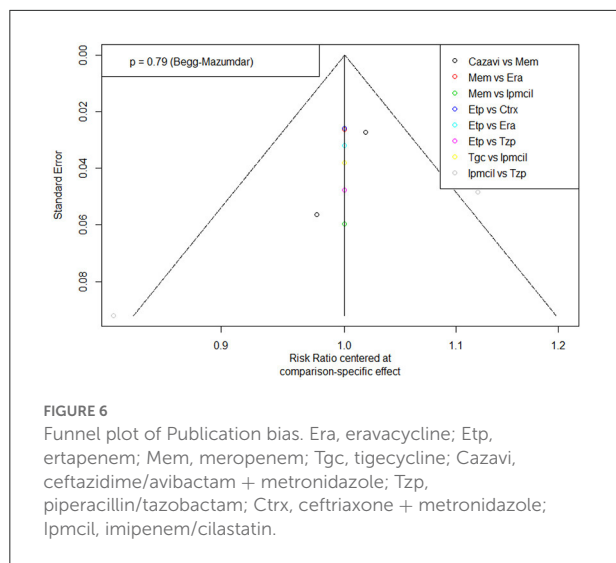 p = 0.79 (Begg-Mazumdar)
Cazavi vs Mem
Mem vs Era
Mem vs Ipmcil
Etp vs Ctrx
Etp vs Era
Etp vs Tzp
Tgc vs Ipmcil
Ipmcil vs Tzp
Standard Error
0.00
0.02
0.04
0.06
0.08
0.9
1.0
1.1
1.2
Risk Ratio centered at
comparison-specific effect
FIGURE 6
Funnel plot of Publication bias. Era, eravacycline; Etp,
ertapenem; Mem, meropenem; Tgc, tigecycline; Cazavi,
ceftazidime/avibactam + metronidazole; Tzp,
piperacillin/tazobactam; Ctrx, ceftriaxone + metronidazole;
Ipmcil, imipenem/cilastatin.